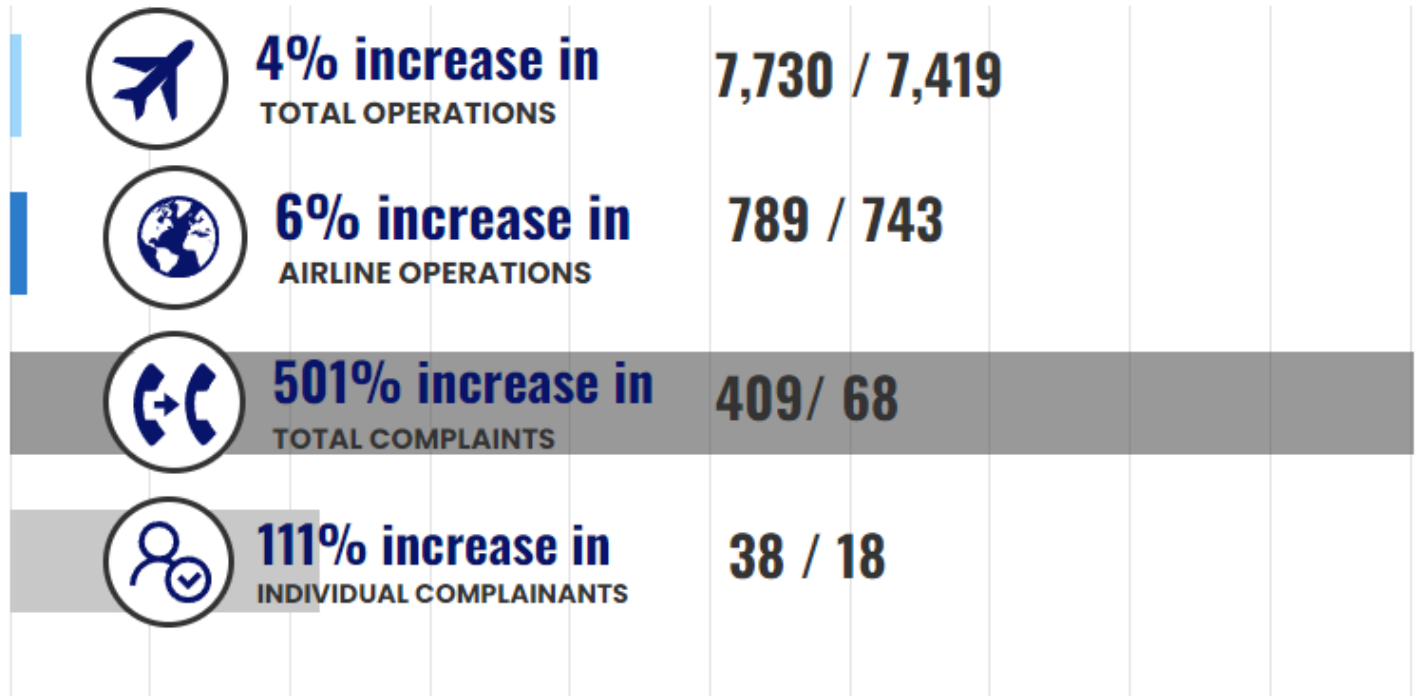 4% increase in
TOTAL OPERATIONS
7,730 / 7,419
6% increase in
AIRLINE OPERATIONS
789 / 743
501% increase in
TOTAL COMPLAINTS
409/ 68
111% increase in
INDIVIDUAL COMPLAINANTS
38 / 18